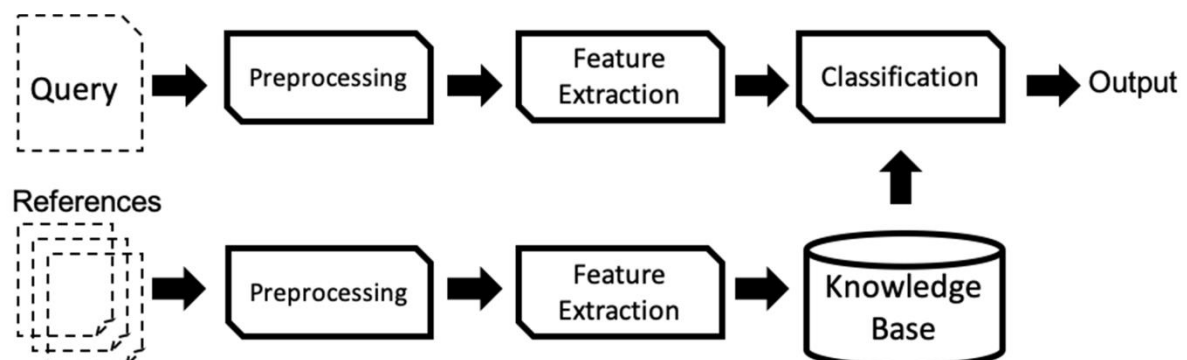 Query
Preprocessing
Feature
Extraction
Classification
Output
References
Preprocessing
Feature
Extraction
Knowledge
Base